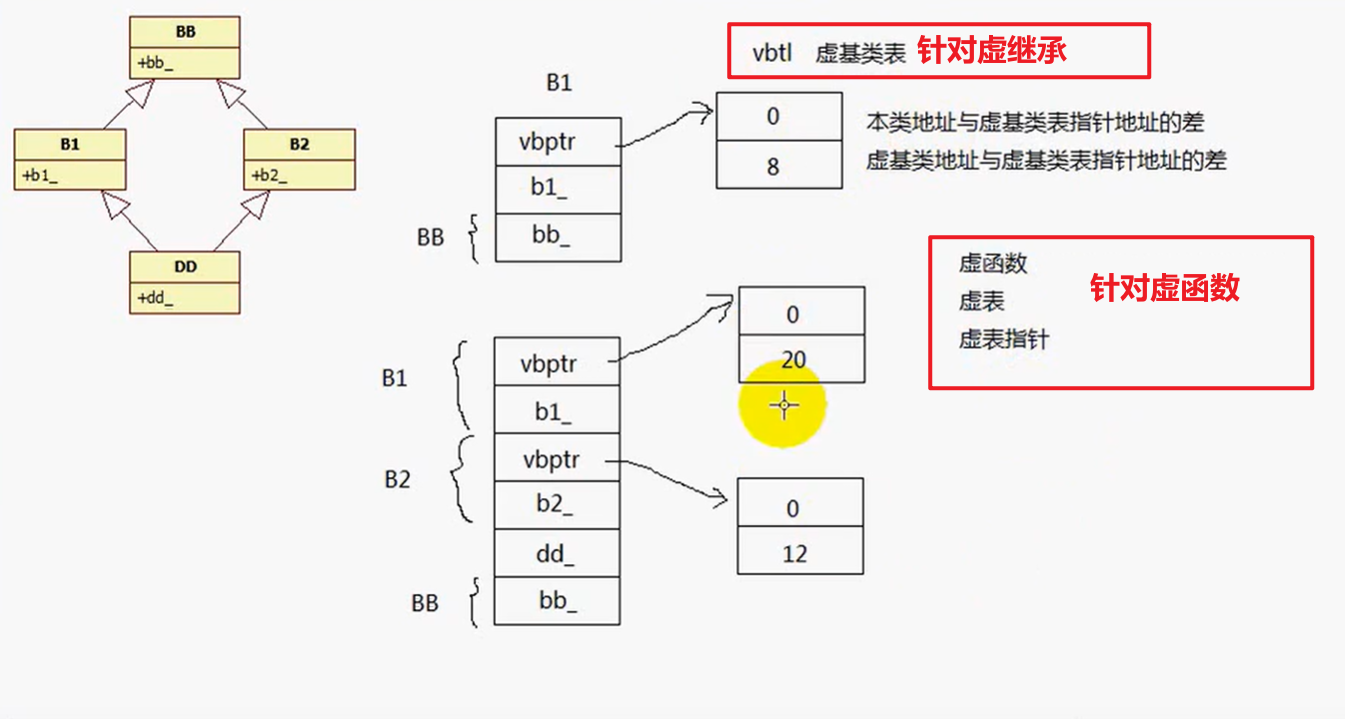 BB
+bb_
B1
+b1_
B2
+b2_
DD
+dd_
vbtl 虚基类表 针对虚继承
B1
vbptr
b1_
BB
bb_
0
8
本类地址与虚基类表指针地址的差
虚基类地址与虚基类表指针地址的差
虚函数
虚表
虚表指针
针对虚函数
B1
vbptr
b1_
0
20
B2
vbptr
b2_
0
12
dd_
BB
bb_